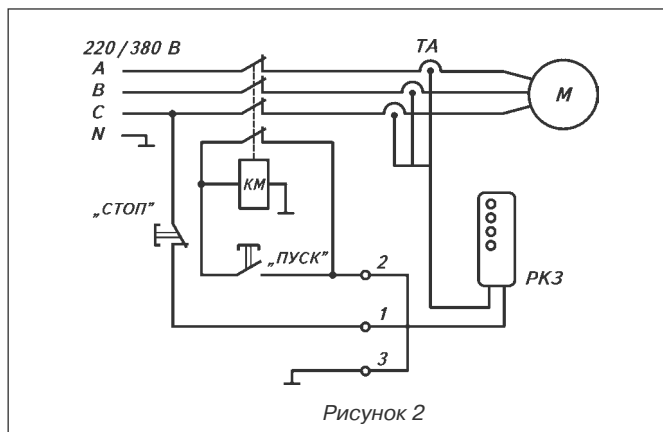 220 / 380 В
ТА
A
B
C
N
М
КМ
„СТОП"
„ПУСК"
2
1
3
РКЗ
Рисунок 2